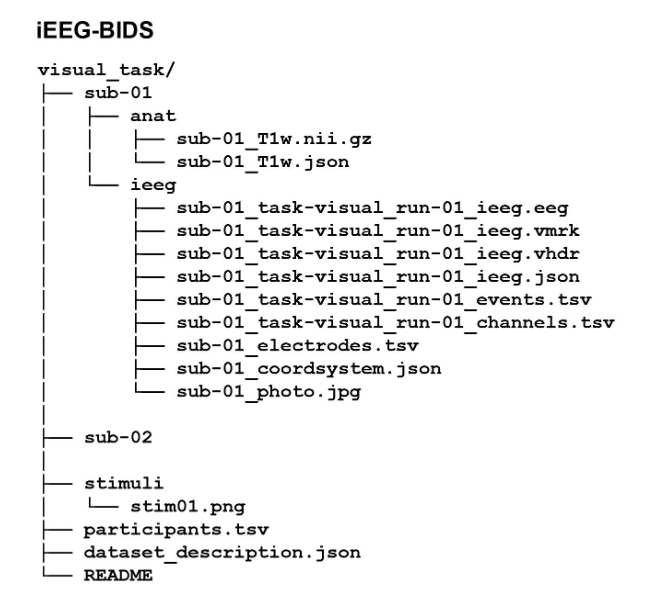 iEEG-BIDS
visual_task/
├── sub-01
│   ├── anat
│   │   ├── sub-01_T1w.nii.gz
│   │   └── sub-01_T1w.json
│   └── ieeg
│       ├── sub-01_task-visual_run-01_ieeg.eeg
│       ├── sub-01_task-visual_run-01_ieeg.vmrk
│       ├── sub-01_task-visual_run-01_ieeg.vhdr
│       ├── sub-01_task-visual_run-01_ieeg.json
│       ├── sub-01_task-visual_run-01_events.tsv
│       ├── sub-01_task-visual_run-01_channels.tsv
│       ├── sub-01_electrodes.tsv
│       ├── sub-01_coordsystem.json
│       └── sub-01_photo.jpg
│
├── sub-02
│
├── stimuli
│   └── stim01.png
├── participants.tsv
├── dataset_description.json
└── README